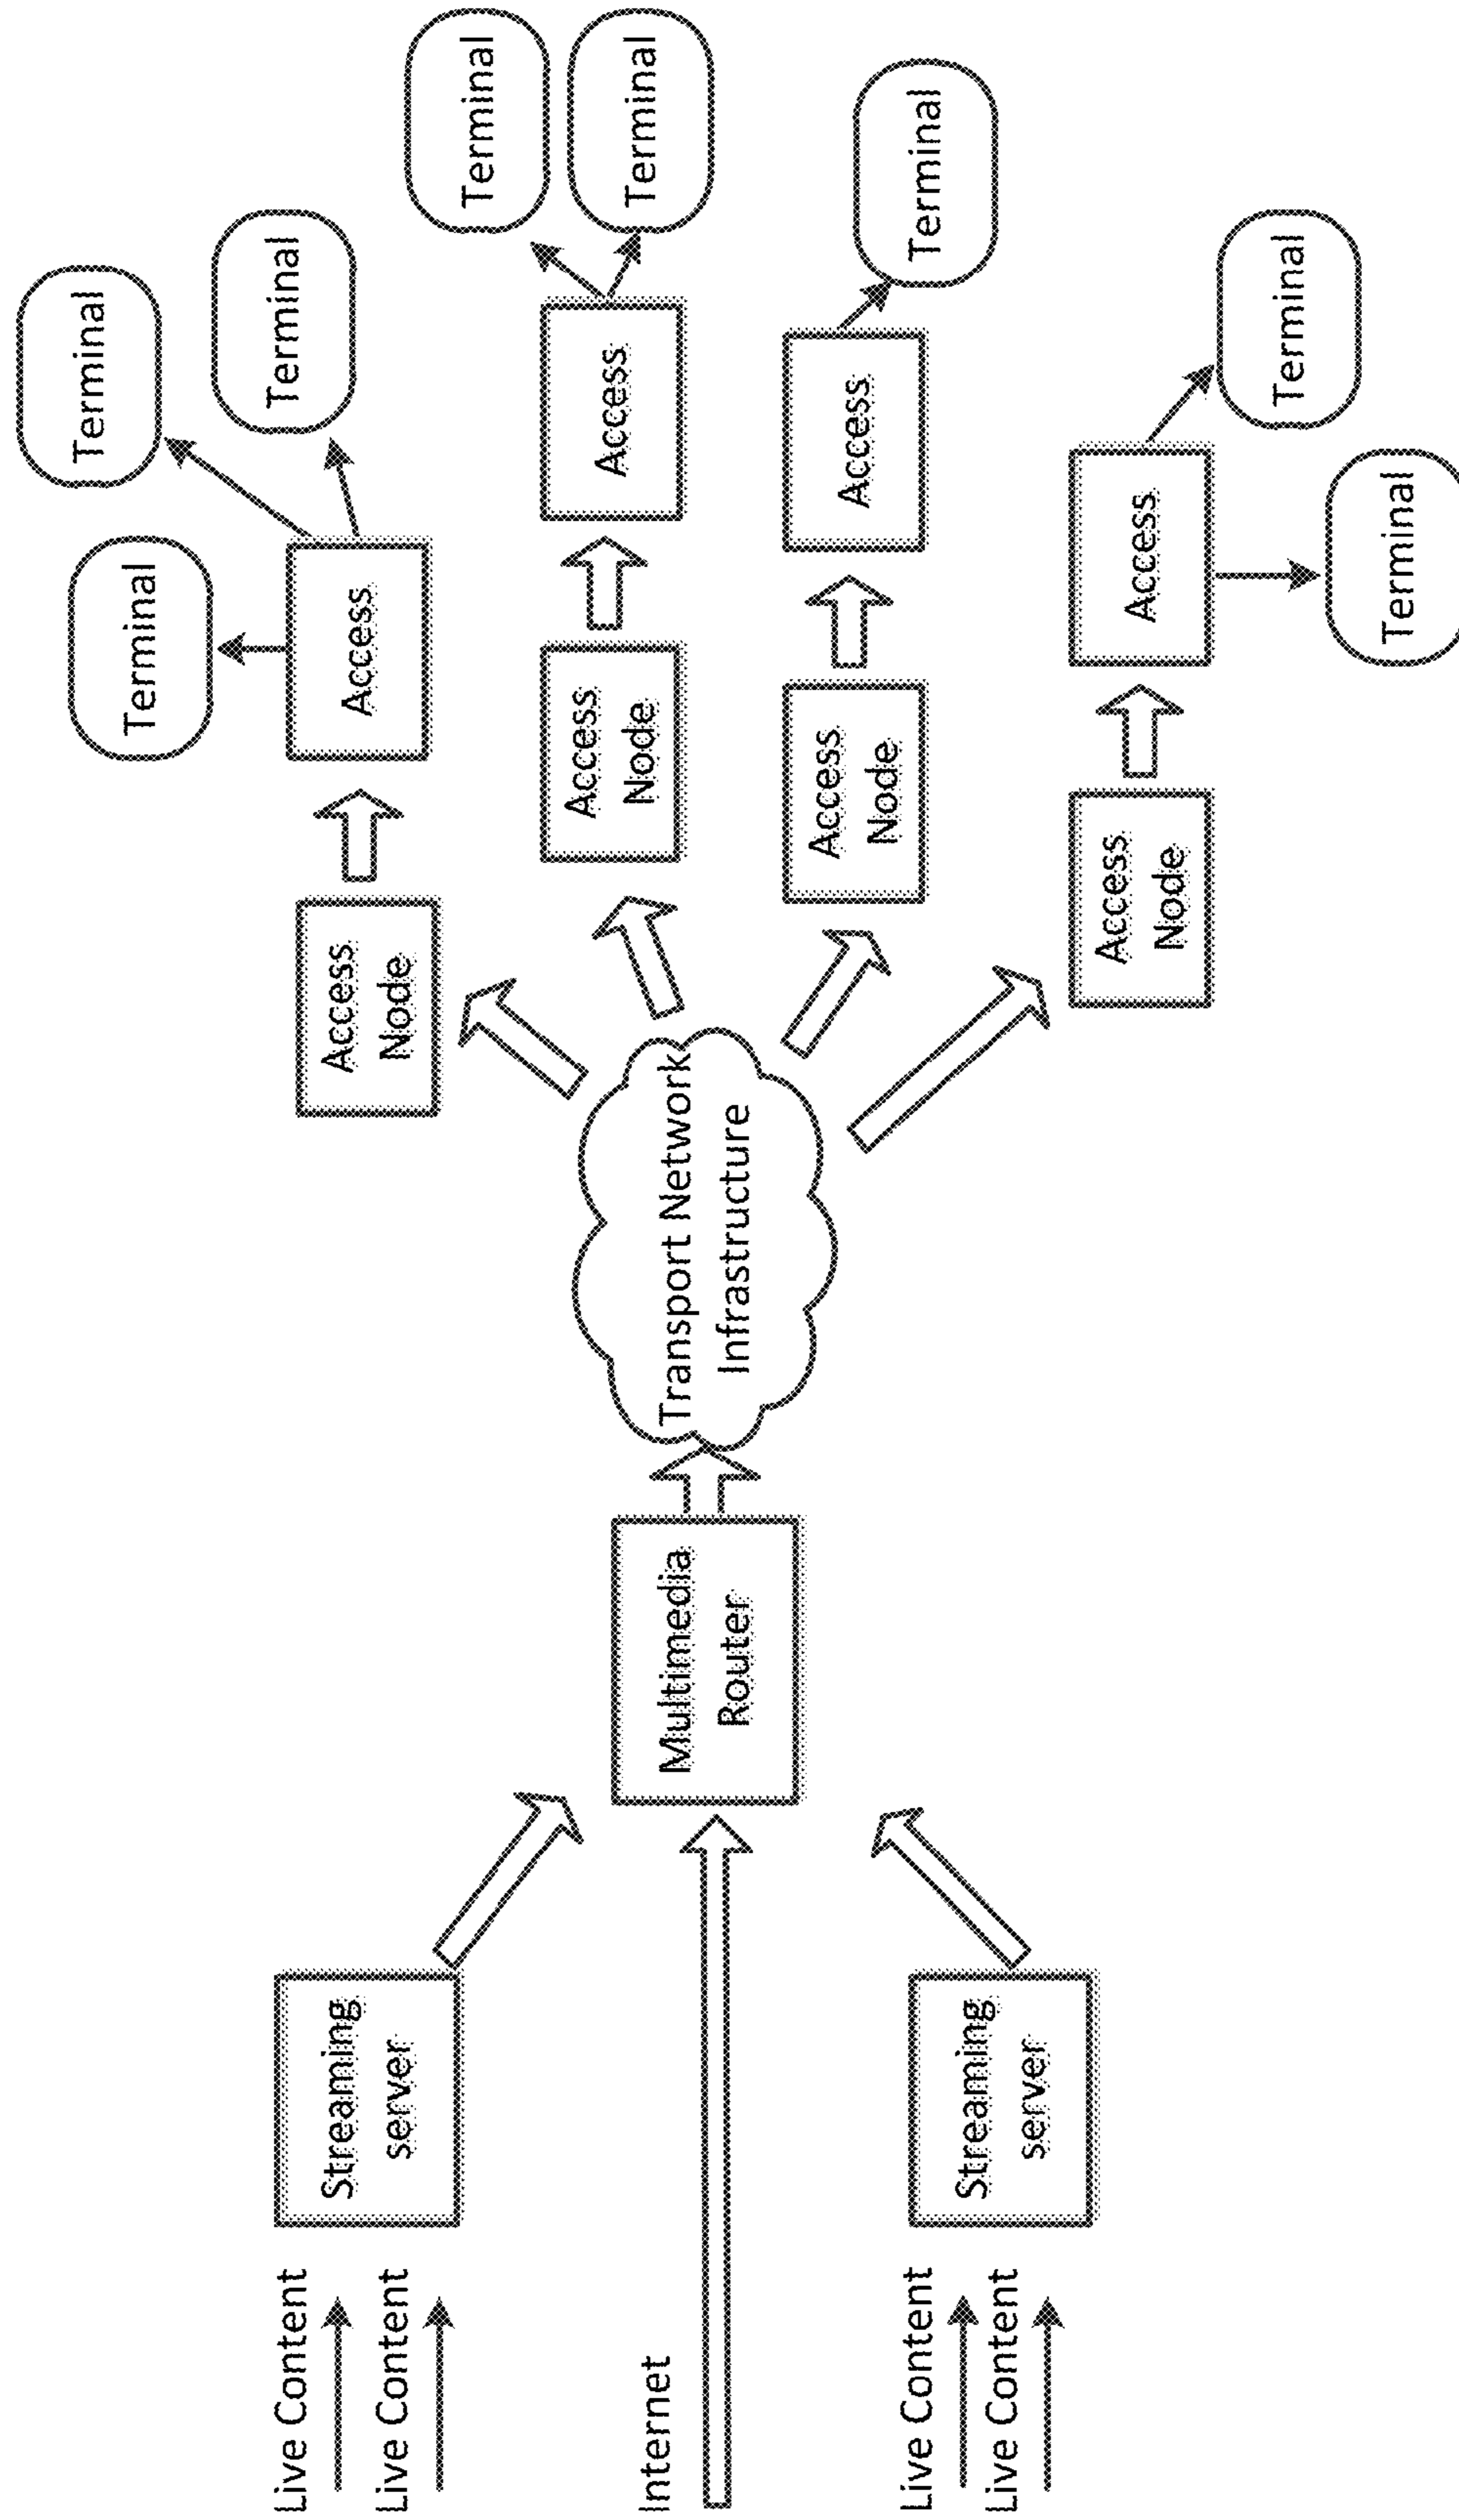 Live Content
Live Content
Internet
Live Content
Live Content
Streaming
server
Streaming
server
Multimedia
Router
Transport Network
Infrastructure
Access
Node
Access
Node
Access
Node
Access
Node
Access
Access
Access
Access
Terminal
Terminal
Terminal
Terminal
Terminal
Terminal
Terminal
Terminal